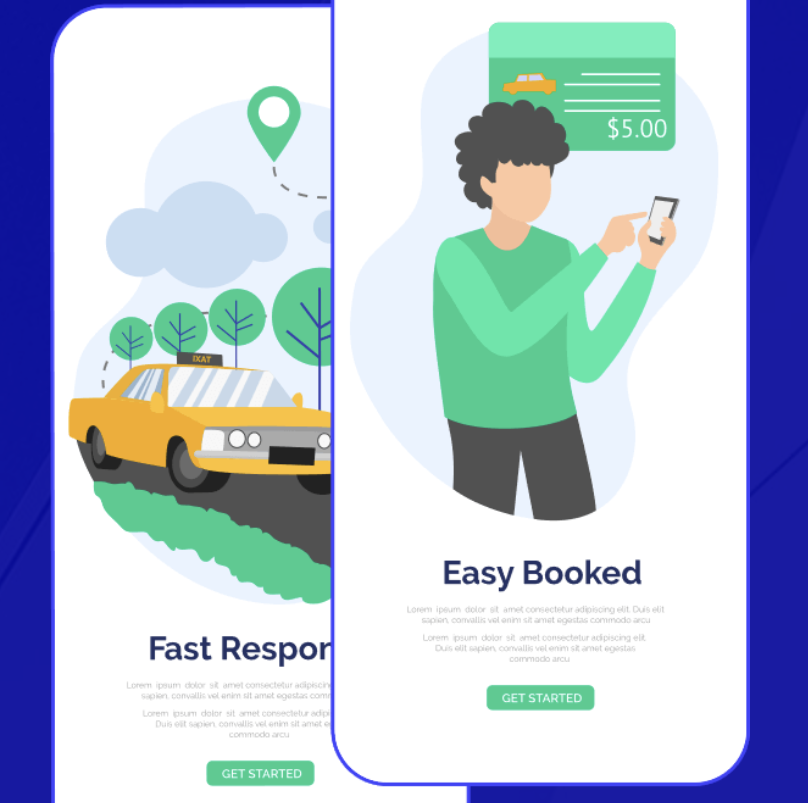 IXAT
Fast Respon
Lorem ipsum dolor sit amet consectetur adipiscing
sapien, convallis vel enim sit amet egestas com
Lorem ipsum dolor sit amet consectetur adipi
Duis elit sapien, convallis vel enim sit amet e
commodo arcu
GET STARTED
$5.00
Easy Booked
Lorem ipsum dolor sit amet consectetur adipiscing elit. Duis elit
sapien, convallis vel enim sit amet egestas commodo arcu
Lorem ipsum dolor sit amet consectetur adipiscing elit.
Duis elit sapien, convallis vel enim sit amet egestas
commodo arcu
GET STARTED